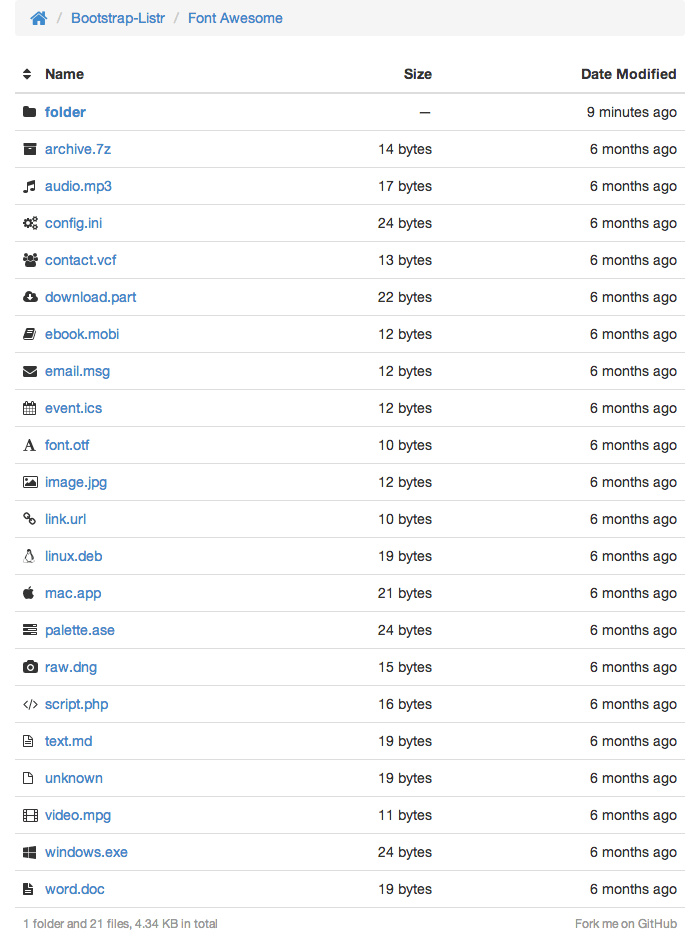 / Bootstrap-Listr / Font Awesome
Name Size Date Modified
folder — 9 minutes ago
archive.7z 14 bytes 6 months ago
audio.mp3 17 bytes 6 months ago
config.ini 24 bytes 6 months ago
contact.vcf 13 bytes 6 months ago
download.part 22 bytes 6 months ago
ebook.mobi 12 bytes 6 months ago
email.msg 12 bytes 6 months ago
event.ics 12 bytes 6 months ago
font.otf 10 bytes 6 months ago
image.jpg 12 bytes 6 months ago
link.url 10 bytes 6 months ago
linux.deb 19 bytes 6 months ago
mac.app 21 bytes 6 months ago
palette.ase 24 bytes 6 months ago
raw.dng 15 bytes 6 months ago
script.php 16 bytes 6 months ago
text.md 19 bytes 6 months ago
unknown 19 bytes 6 months ago
video.mpg 11 bytes 6 months ago
windows.exe 24 bytes 6 months ago
word.doc 19 bytes 6 months ago
1 folder and 21 files, 4.34 KB in total Fork me on GitHub